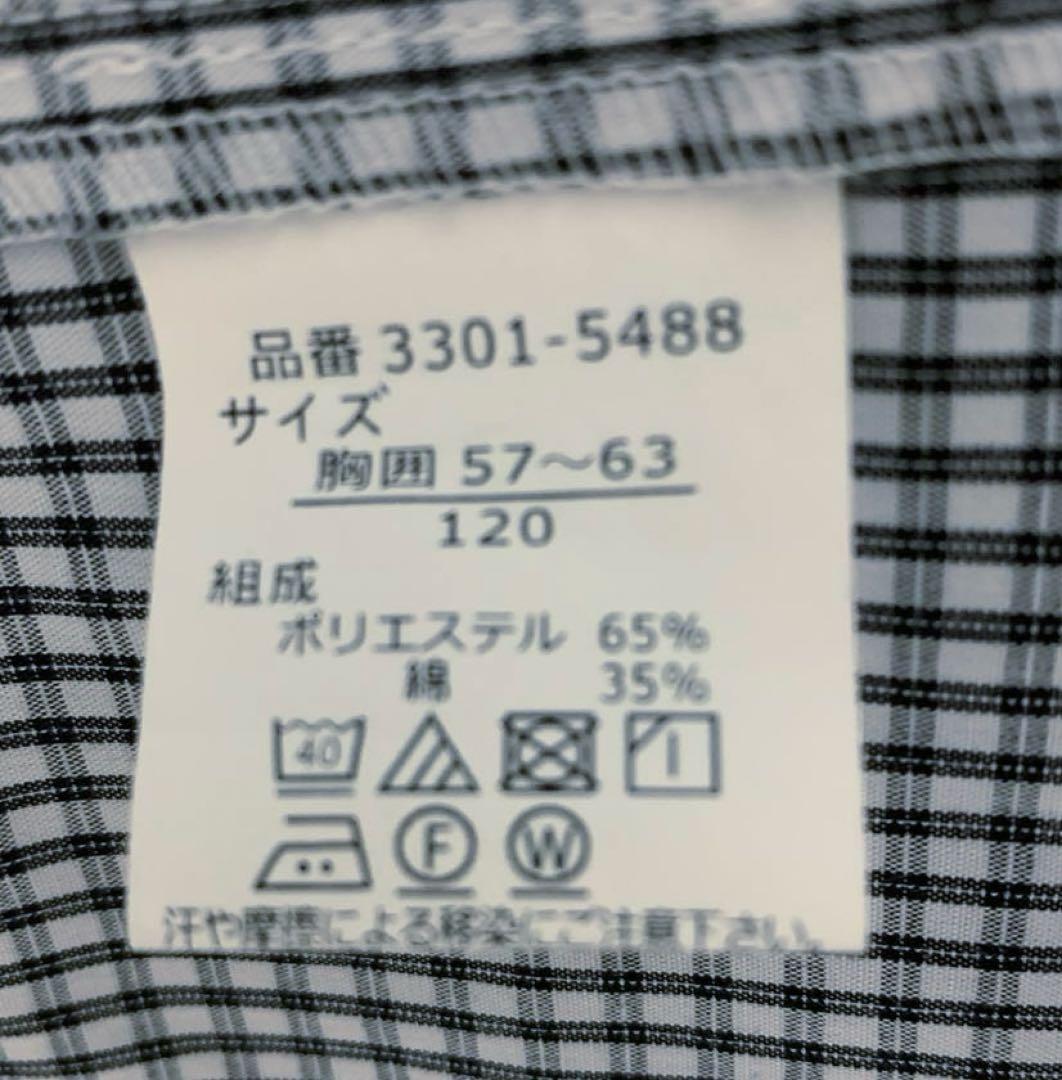 品番 3301-5488
サイズ
胸囲 57〜63
120
組成
ポリエステル 65%
綿 35%
40
F W
汗や摩擦による移染にご注意下さい。